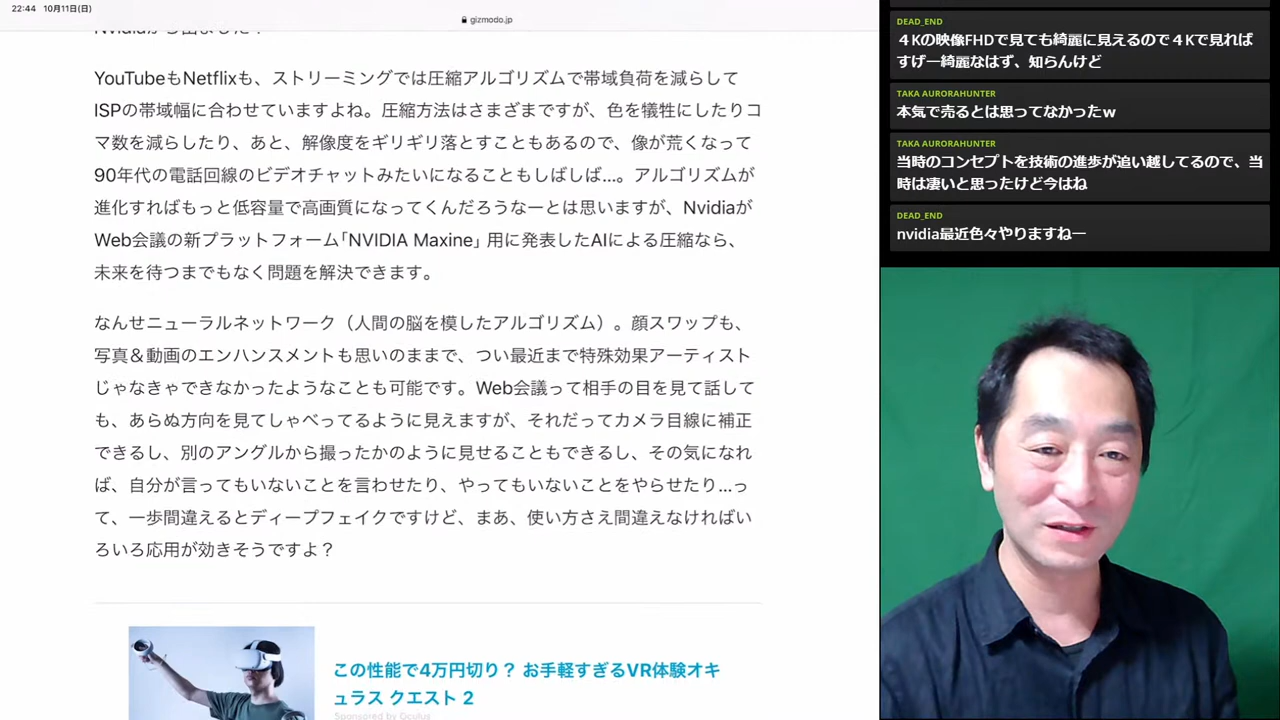 22:44 10月11日(日)
gizmodo.jp
Nvidiaから出ました！
YouTubeもNetflixも、ストリーミングでは圧縮アルゴリズムで帯域負荷を減らして
ISPの帯域幅に合わせていますよね。圧縮方法はさまざまですが、色を犠牲にしたりコ
マ数を減らしたり、あと、解像度をギリギリ落とすこともあるので、像が荒くなって
90年代の電話回線のビデオチャットみたいになることもしばしば...。アルゴリズムが
進化すればもっと低容量で高画質になってくんだろうなーとは思いますが、Nvidiaが
Web会議の新プラットフォーム「NVIDIA Maxine」用に発表したAIによる圧縮なら、
未来を待つまでもなく問題を解決できます。
なんせニューラルネットワーク（人間の脳を模したアルゴリズム）。顔スワップも、
写真＆動画のエンハンスメントも思いのままで、つい最近まで特殊効果アーティスト
じゃなきゃできなかったようなことも可能です。Web会議って相手の目を見て話して
も、あらぬ方向を見てしゃべってるように見えますが、それだってカメラ目線に補正
できるし、別のアングルから撮ったかのように見せることもできるし、その気になれ
ば、自分が言ってもいないことを言わせたり、やってもいないことをやらせたり...っ
て、一歩間違えるとディープフェイクですけど、まあ、使い方さえ間違えなければい
ろいろ応用が効きそうですよ？
この性能で4万円切り？ お手軽すぎるVR体験オキ
ュラス クエスト 2
Sponsored by Oculus
DEAD_END
４Kの映像FHDで見ても綺麗に見えるので４Kで見れば
すげー綺麗なはず、知らんけど
TAKA AURORAHUNTER
本気で売るとは思ってなかったｗ
TAKA AURORAHUNTER
当時のコンセプトを技術の進歩が追い越してるので、当
時は凄いと思ったけど今はね
DEAD_END
nvidia最近色々やりますねー